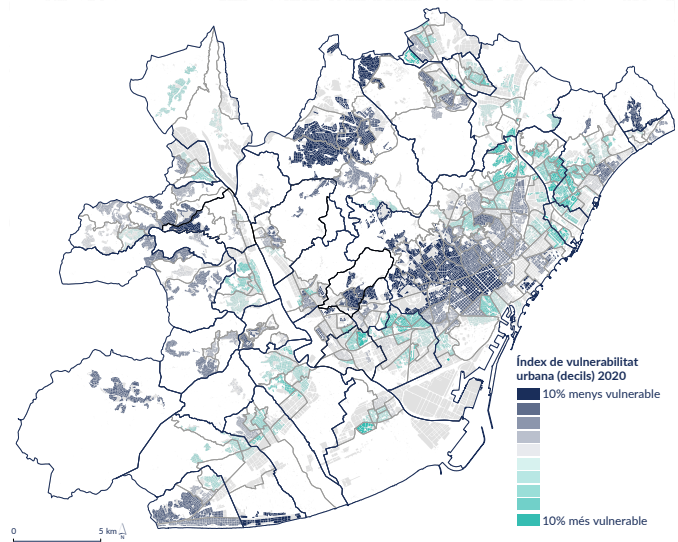 Índex de vulnerabilitat
urbana (decils) 2020
10% menys vulnerable
10% més vulnerable
0 5 km
N